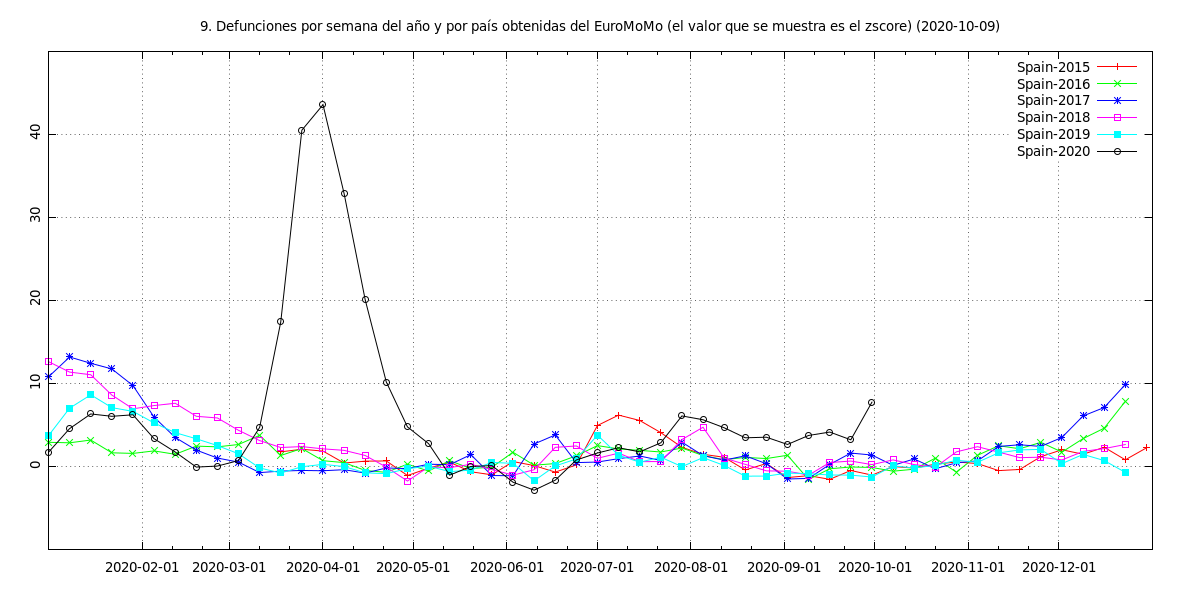 9. Defunciones por semana del año y por país obtenidas del EuroMoMo (el valor que se muestra es el zscore) (2020-10-09)
Spain-2015
Spain-2016
Spain-2017
Spain-2018
Spain-2019
Spain-2020
40
30
20
10
0
2020-02-01 2020-03-01 2020-04-01 2020-05-01 2020-06-01 2020-07-01 2020-08-01 2020-09-01 2020-10-01 2020-11-01 2020-12-01